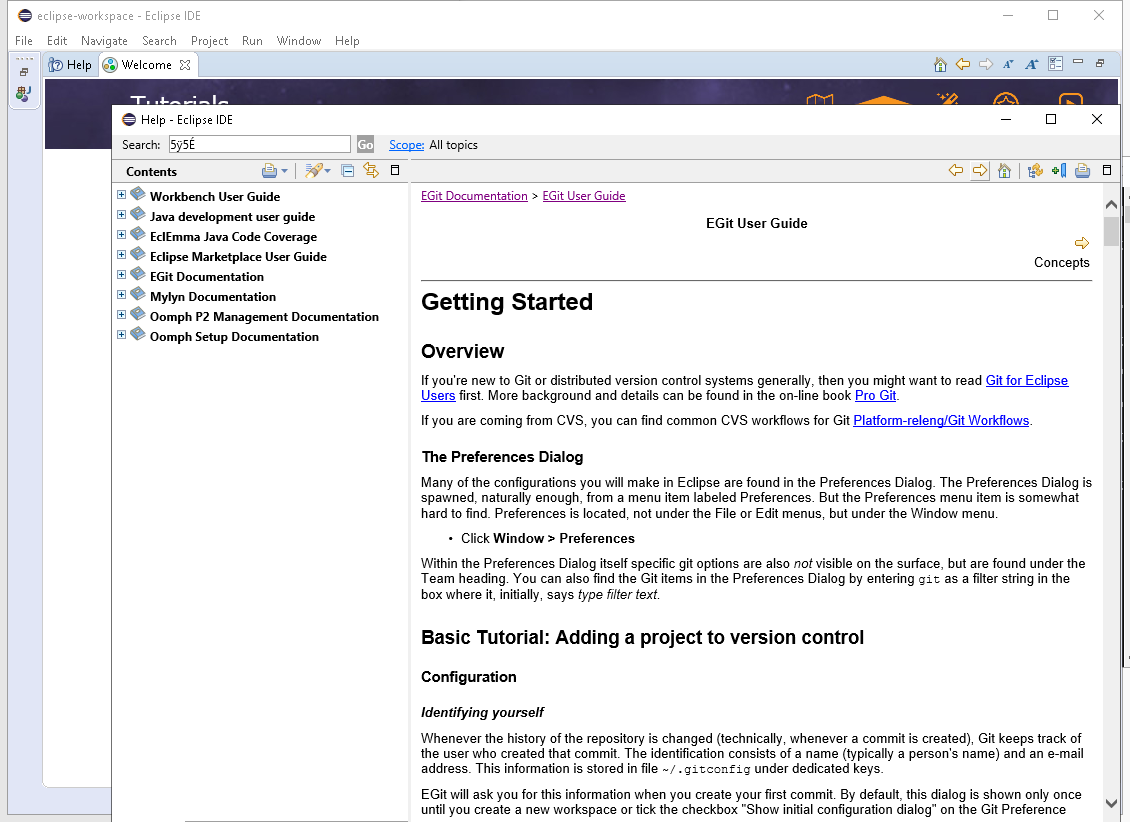 eclipse-workspace - Eclipse IDE
File Edit Navigate Search Project Run Window Help
Help Welcome
Tutorials
Help - Eclipse IDE
Search: 5ÿ5É Go Scope: All topics
Contents
Workbench User Guide
Java development user guide
EclEmma Java Code Coverage
Eclipse Marketplace User Guide
EGit Documentation
Mylyn Documentation
Oomph P2 Management Documentation
Oomph Setup Documentation
EGit Documentation > EGit User Guide
EGit User Guide
Concepts
Getting Started
Overview
If you're new to Git or distributed version control systems generally, then you might want to read Git for Eclipse
Users first. More background and details can be found in the on-line book Pro Git.
If you are coming from CVS, you can find common CVS workflows for Git Platform-releng/Git Workflows.
The Preferences Dialog
Many of the configurations you will make in Eclipse are found in the Preferences Dialog. The Preferences Dialog is
spawned, naturally enough, from a menu item labeled Preferences. But the Preferences menu item is somewhat
hard to find. Preferences is located, not under the File or Edit menus, but under the Window menu.
• Click Window > Preferences
Within the Preferences Dialog itself specific git options are also not visible on the surface, but are found under the
Team heading. You can also find the Git items in the Preferences Dialog by entering git as a filter string in the
box where it, initially, says type filter text.
Basic Tutorial: Adding a project to version control
Configuration
Identifying yourself
Whenever the history of the repository is changed (technically, whenever a commit is created), Git keeps track of
the user who created that commit. The identification consists of a name (typically a person's name) and an e-mail
address. This information is stored in file ~/.gitconfig under dedicated keys.
EGit will ask you for this information when you create your first commit. By default, this dialog is shown only once
until you create a new workspace or tick the checkbox "Show initial configuration dialog" on the Git Preference